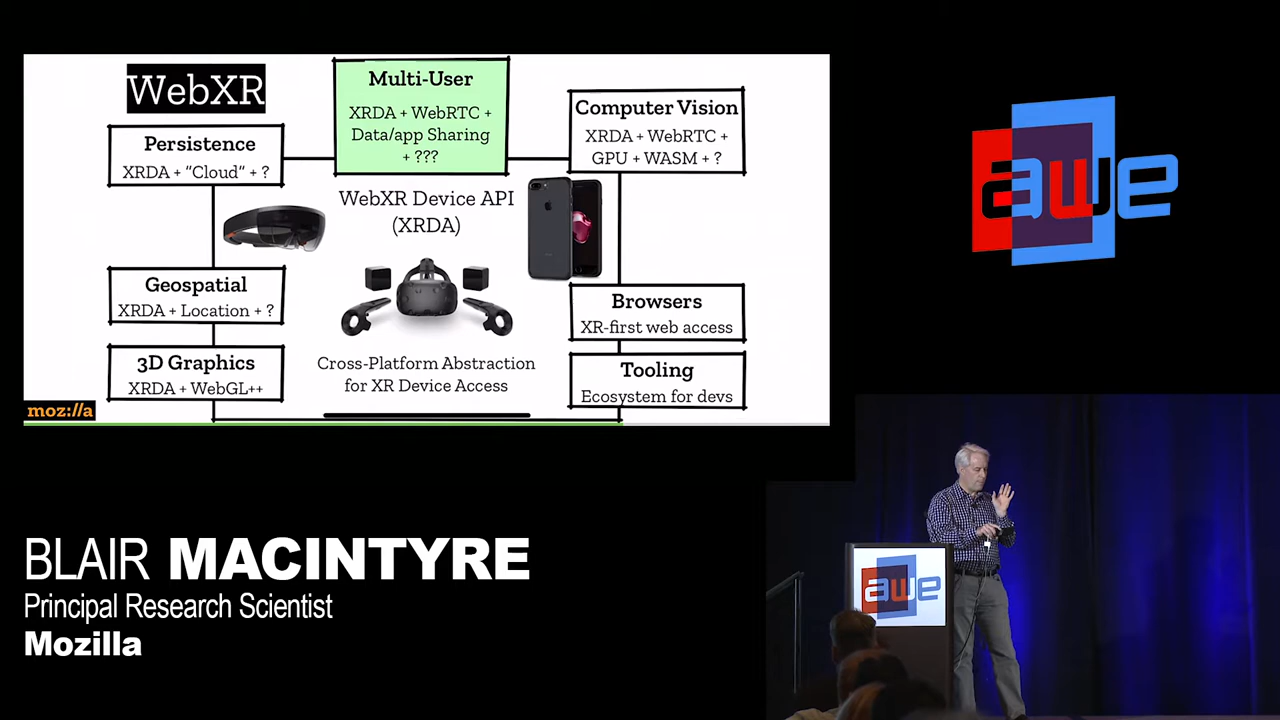 WebXR
Multi-User
XRDA + WebRTC +
Data/app Sharing
+ ???
Computer Vision
XRDA + WebRTC +
GPU + WASM + ?
Persistence
XRDA + "Cloud" + ?
WebXR Device API
(XRDA)
Geospatial
XRDA + Location + ?
Browsers
XR-first web access
3D Graphics
XRDA + WebGL++
Cross-Platform Abstraction
for XR Device Access
Tooling
Ecosystem for devs
moz://a
awe
BLAIR MACINTYRE
Principal Research Scientist
Mozilla
awe